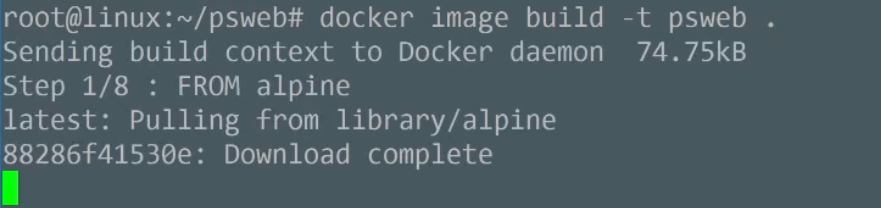 root@linux:~/psweb# docker image build -t psweb .
Sending build context to Docker daemon  74.75kB
Step 1/8 : FROM alpine
latest: Pulling from library/alpine
88286f41530e: Download complete